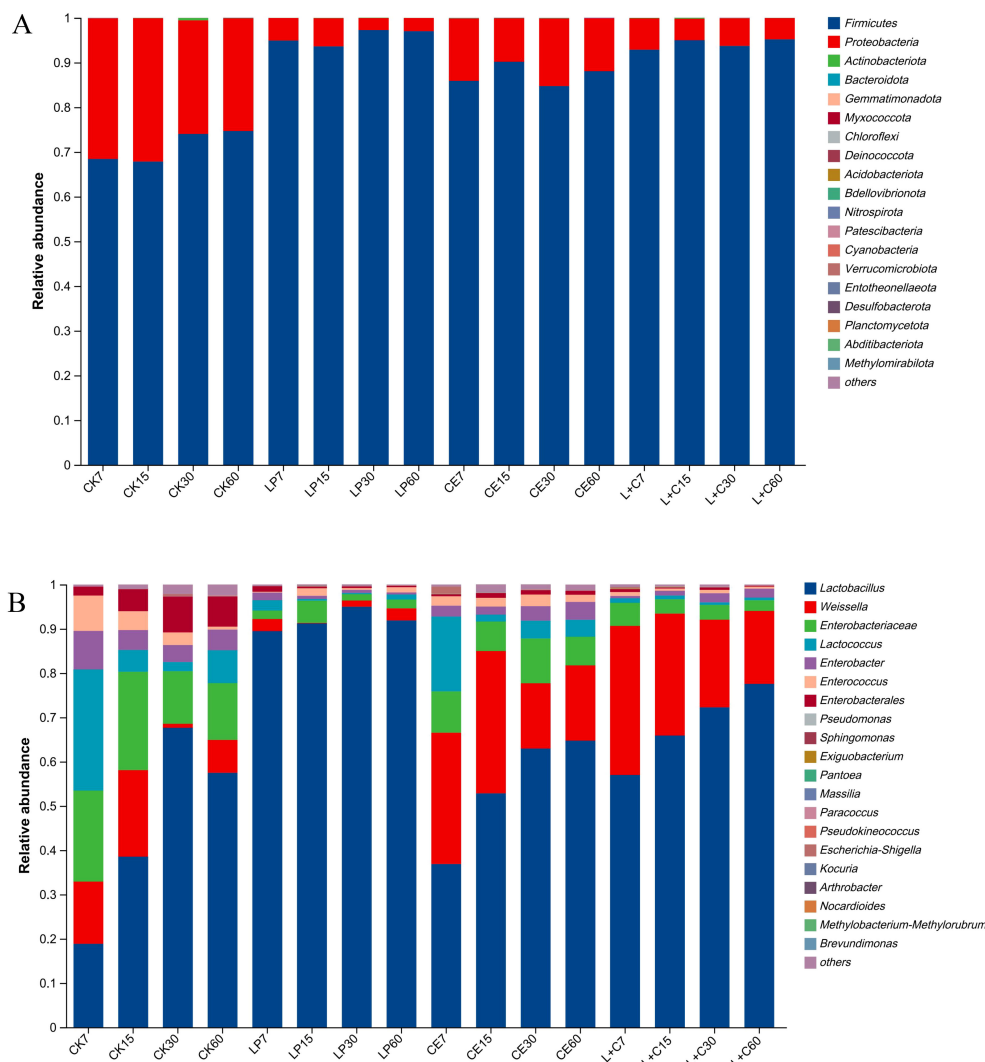 A
1
0.9
0.8
0.7
0.6
0.5
0.4
0.3
0.2
0.1
0
Relative abundance
CK7
CK15
CK30
CK60
LP7
LP15
LP30
LP60
CE7
CE15
CE30
CE60
L+C7
L+C15
L+C30
L+C60
Firmicutes
Proteobacteria
Actinobacteriota
Bacteroidota
Gemmatimonadota
Myxococcota
Chloroflexi
Deinococcota
Acidobacteriota
Bdellovibrionota
Nitrospirota
Patescibacteria
Cyanobacteria
Verrucomicrobiota
Entotheonellaeota
Desulfobacterota
Planctomycetota
Abditibacteriota
Methylomirabilota
others
B
1
0.9
0.8
0.7
0.6
0.5
0.4
0.3
0.2
0.1
0
Relative abundance
CK7
CK15
CK30
CK60
LP7
LP15
LP30
LP60
CE7
CE15
CE30
CE60
L+C7
L+C15
L+C30
L+C60
Lactobacillus
Weissella
Enterobacteriaceae
Lactococcus
Enterobacter
Enterococcus
Enterobacterales
Pseudomonas
Sphingomonas
Exiguobacterium
Pantoea
Massilia
Paracoccus
Pseudokineococcus
Escherichia-Shigella
Kocuria
Arthrobacter
Nocardioides
Methylobacterium-Methylorubrum
Brevundimonas
others